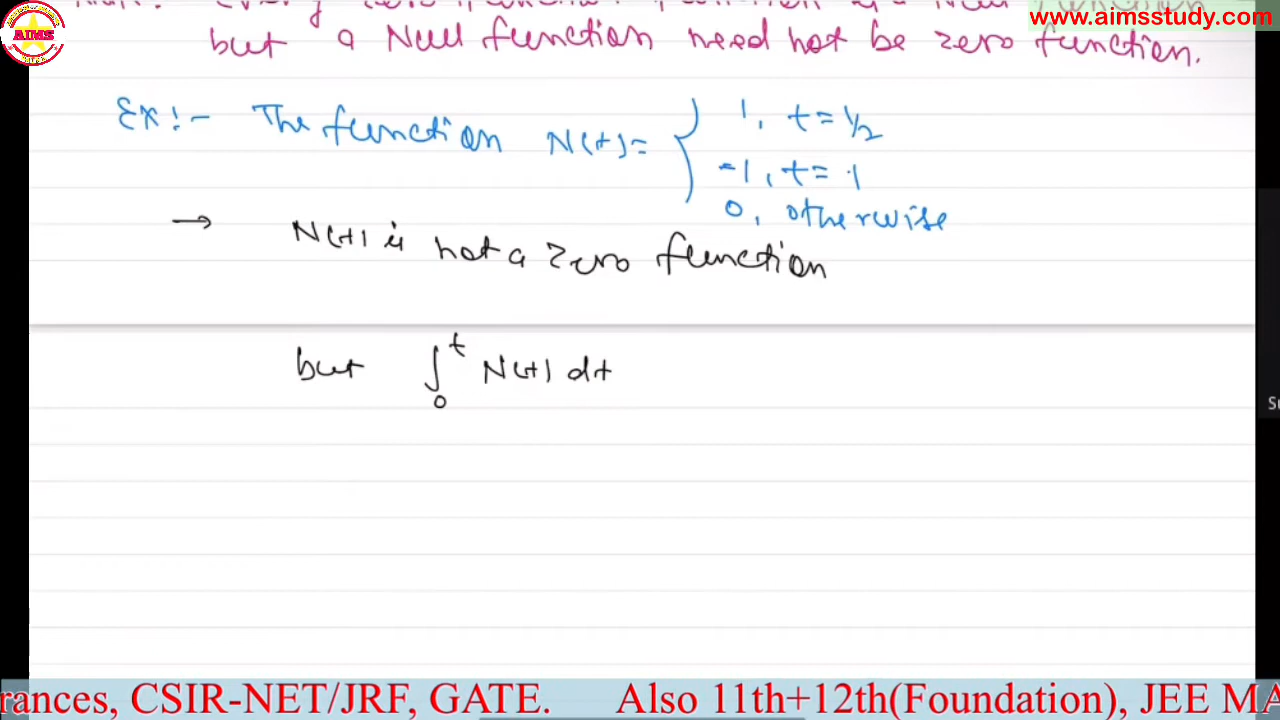 www.aimsstudy.com
AIMS
but a Null function need not be zero function.
Ex:- The function N(t)= { 1, t = 1/2
-1, t = 1
0, otherwise
→ N(t) is not a zero function
but ∫₀ᵗ N(t) dt
rances, CSIR-NET/JRF, GATE. Also 11th+12th(Foundation), JEE MA